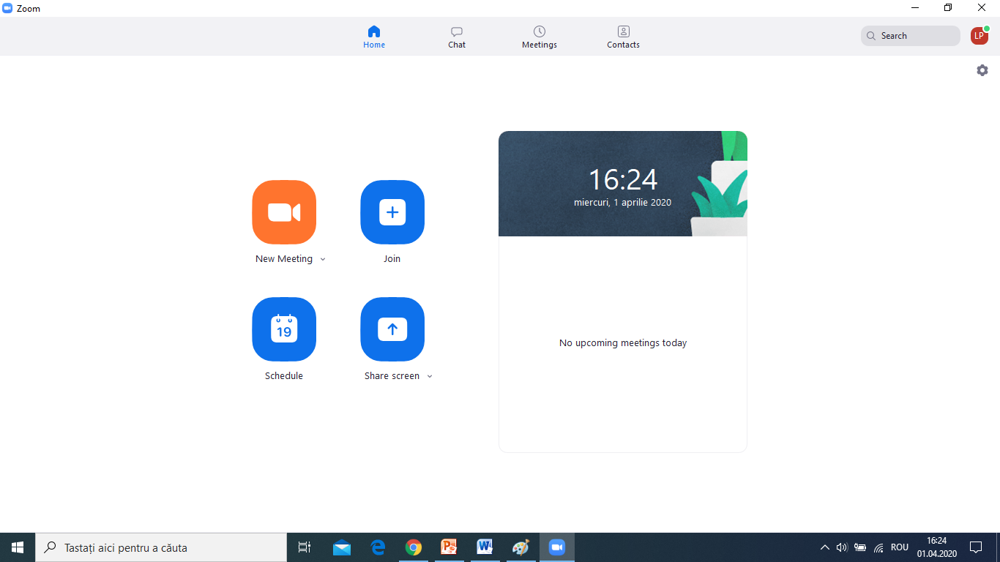 Zoom
Home
Chat
Meetings
Contacts
Search
LP
16:24
miercuri, 1 aprilie 2020
New Meeting
Join
19
Schedule
Share screen
No upcoming meetings today
Tastați aici pentru a căuta
ROU
16:24
01.04.2020